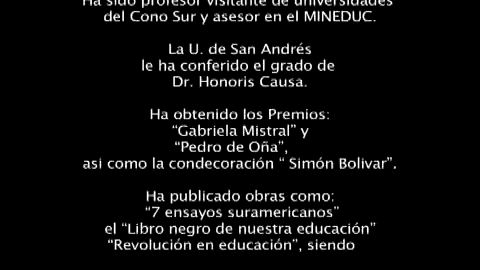 Ha sido profesor visitante de universidades
del Cono Sur y asesor en el MINEDUC.
La U. de San Andrés
le ha conferido el grado de
Dr. Honoris Causa.
Ha obtenido los Premios:
“Gabriela Mistral” y
“Pedro de Oña”,
asi como la condecoración “ Simón Bolivar”.
Ha publicado obras como:
“7 ensayos suramericanos”
el “Libro negro de nuestra educación”
“Revolución en educación”, siendo